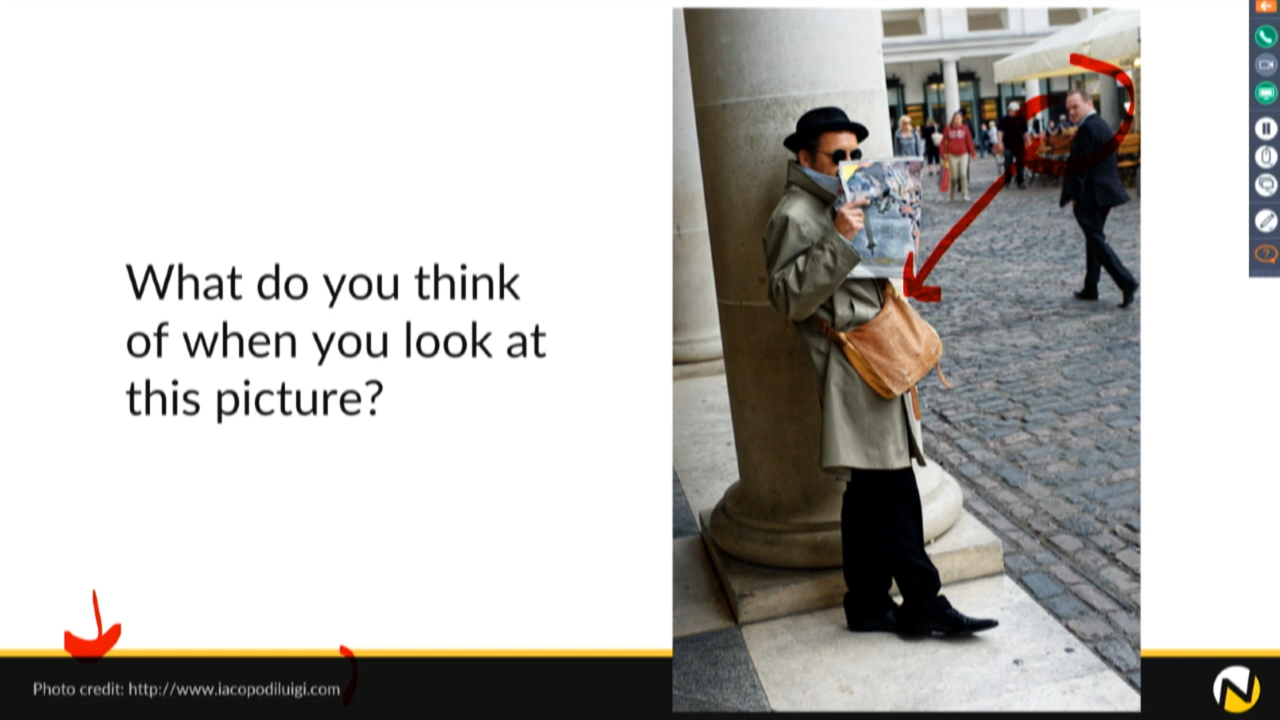 What do you think
of when you look at
this picture?
Photo credit: http://www.iacopodiluigi.com